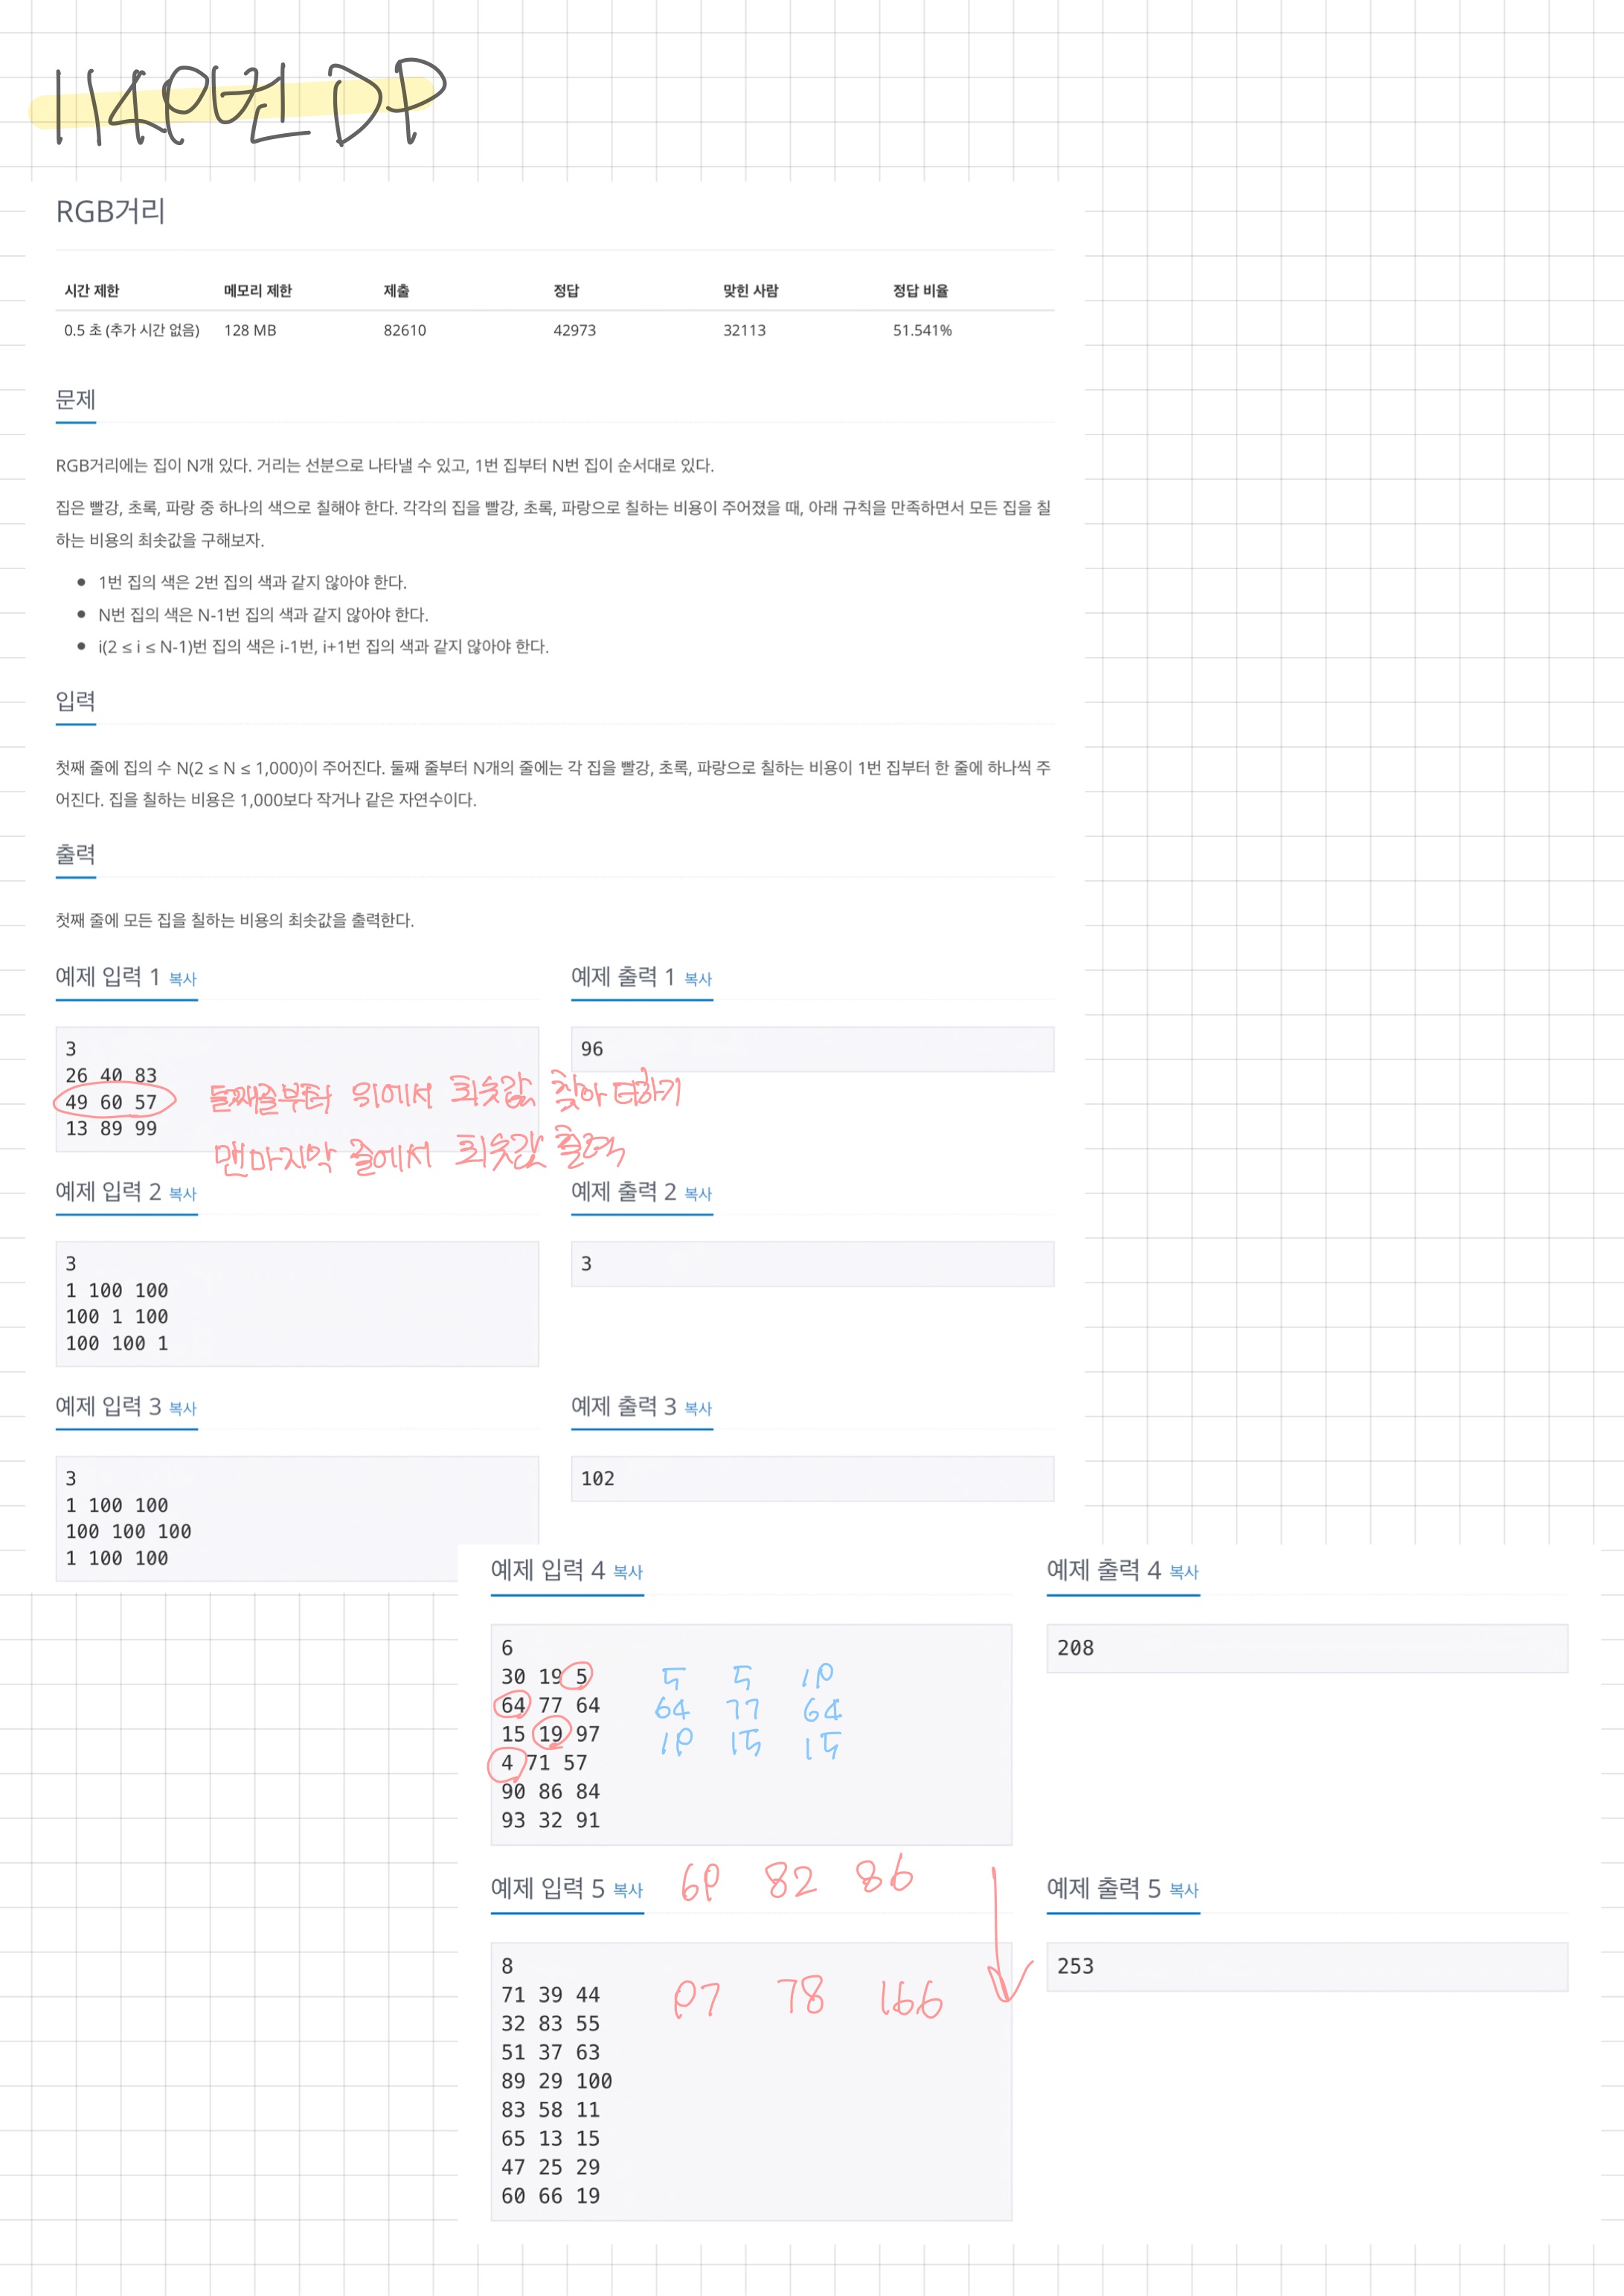 1149번 DP
RGB거리
시간 제한 메모리 제한 제출 정답 맞힌 사람 정답 비율
0.5 초 (추가 시간 없음) 128 MB 82610 42973 32113 51.541%
문제
RGB거리에는 집이 N개 있다. 거리는 선분으로 나타낼 수 있고, 1번 집부터 N번 집이 순서대로 있다.
집은 빨강, 초록, 파랑 중 하나의 색으로 칠해야 한다. 각각의 집을 빨강, 초록, 파랑으로 칠하는 비용이 주어졌을 때, 아래 규칙을 만족하면서 모든 집을 칠
하는 비용의 최솟값을 구해보자.
● 1번 집의 색은 2번 집의 색과 같지 않아야 한다.
● N번 집의 색은 N-1번 집의 색과 같지 않아야 한다.
● i(2 ≤ i ≤ N-1)번 집의 색은 i-1번, i+1번 집의 색과 같지 않아야 한다.
입력
첫째 줄에 집의 수 N(2 ≤ N ≤ 1,000)이 주어진다. 둘째 줄부터 N개의 줄에는 각 집을 빨강, 초록, 파랑으로 칠하는 비용이 1번 집부터 한 줄에 하나씩 주
어진다. 집을 칠하는 비용은 1,000보다 작거나 같은 자연수이다.
출력
첫째 줄에 모든 집을 칠하는 비용의 최솟값을 출력한다.
예제 입력 1 복사
3
26 40 83
49 60 57
13 89 99
둘째줄부터 위에서 최솟값 찾아 더하기
맨마지막 줄에서 최솟값 출력
예제 출력 1 복사
96
예제 입력 2 복사
3
1 100 100
100 1 100
100 100 1
예제 출력 2 복사
3
예제 입력 3 복사
3
1 100 100
100 100 100
1 100 100
예제 출력 3 복사
102
예제 입력 4 복사
6
30 19 5
64 77 64
15 19 97
4 71 57
90 86 84
93 32 91
5 5 19
64 77 64
19 15 15
예제 출력 4 복사
208
69 82 86
97 78 166
예제 입력 5 복사
8
71 39 44
32 83 55
51 37 63
89 29 100
83 58 11
65 13 15
47 25 29
60 66 19
예제 출력 5 복사
253